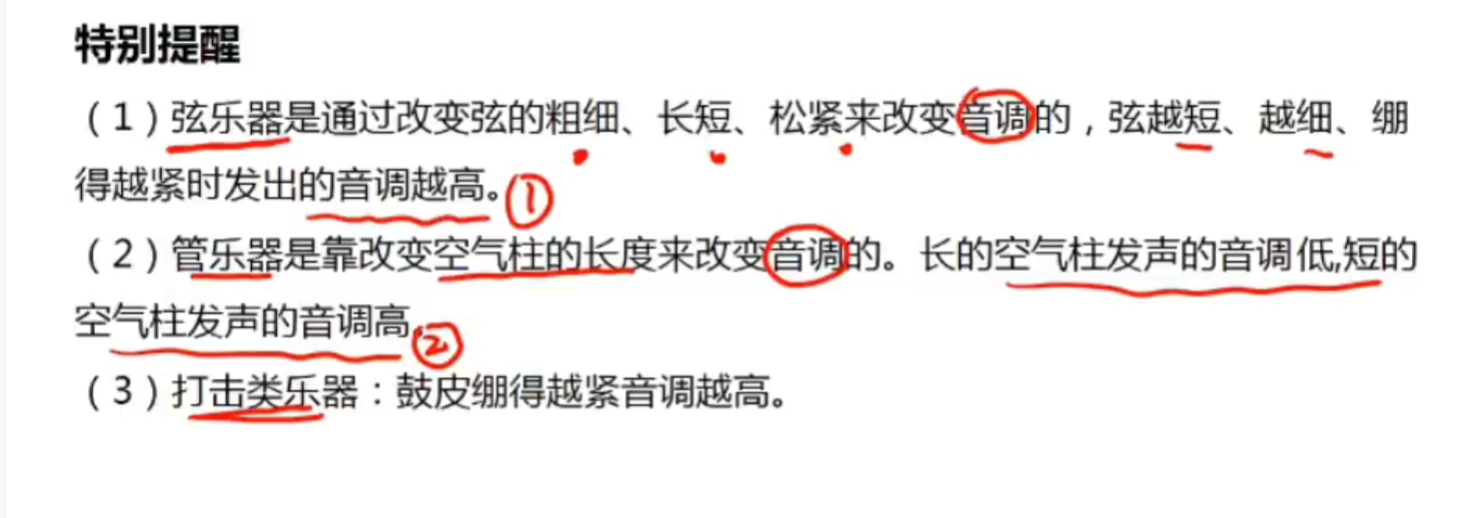 特别提醒
（1）弦乐器是通过改变弦的粗细、长短、松紧来改变音调的，弦越短、越细、绷
得越紧时发出的音调越高。①
（2）管乐器是靠改变空气柱的长度来改变音调的。长的空气柱发声的音调低,短的
空气柱发声的音调高。②
（3）打击类乐器：鼓皮绷得越紧音调越高。